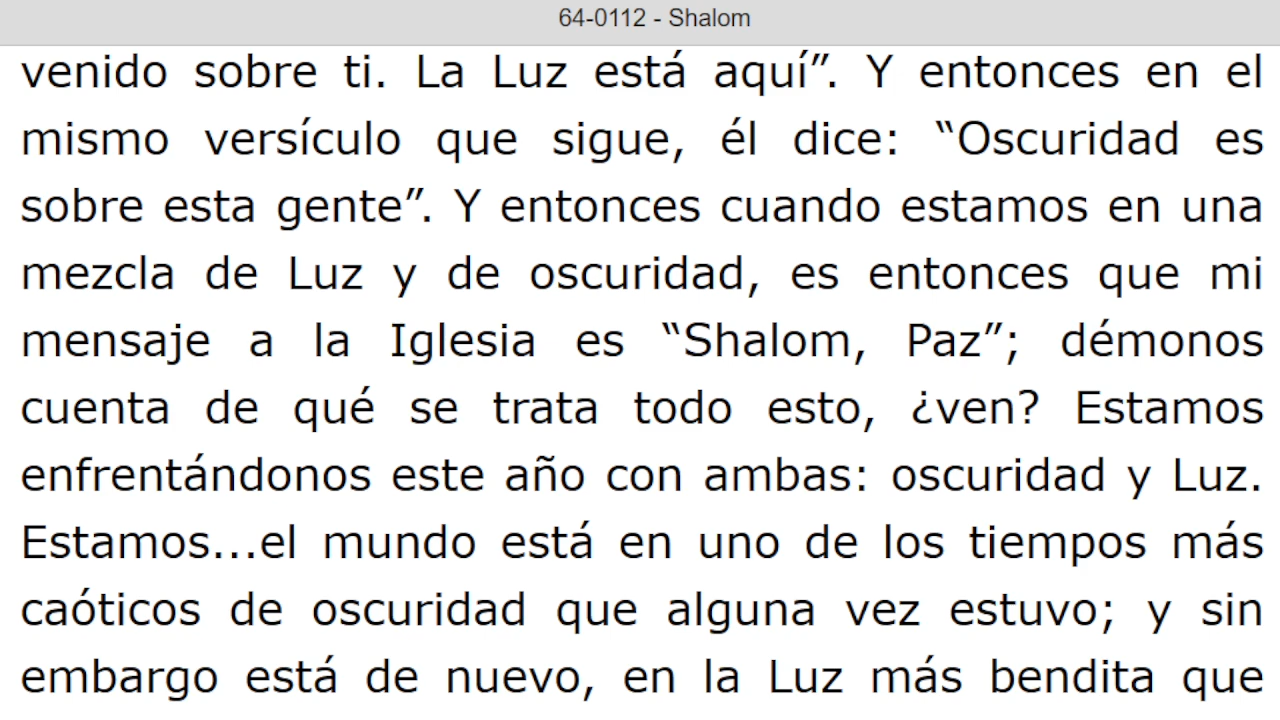 64-0112 - Shalom
venido sobre ti. La Luz está aquí”. Y entonces en el
mismo versículo que sigue, él dice: “Oscuridad es
sobre esta gente”. Y entonces cuando estamos en una
mezcla de Luz y de oscuridad, es entonces que mi
mensaje a la Iglesia es “Shalom, Paz”; démonos
cuenta de qué se trata todo esto, ¿ven? Estamos
enfrentándonos este año con ambas: oscuridad y Luz.
Estamos...el mundo está en uno de los tiempos más
caóticos de oscuridad que alguna vez estuvo; y sin
embargo está de nuevo, en la Luz más bendita que